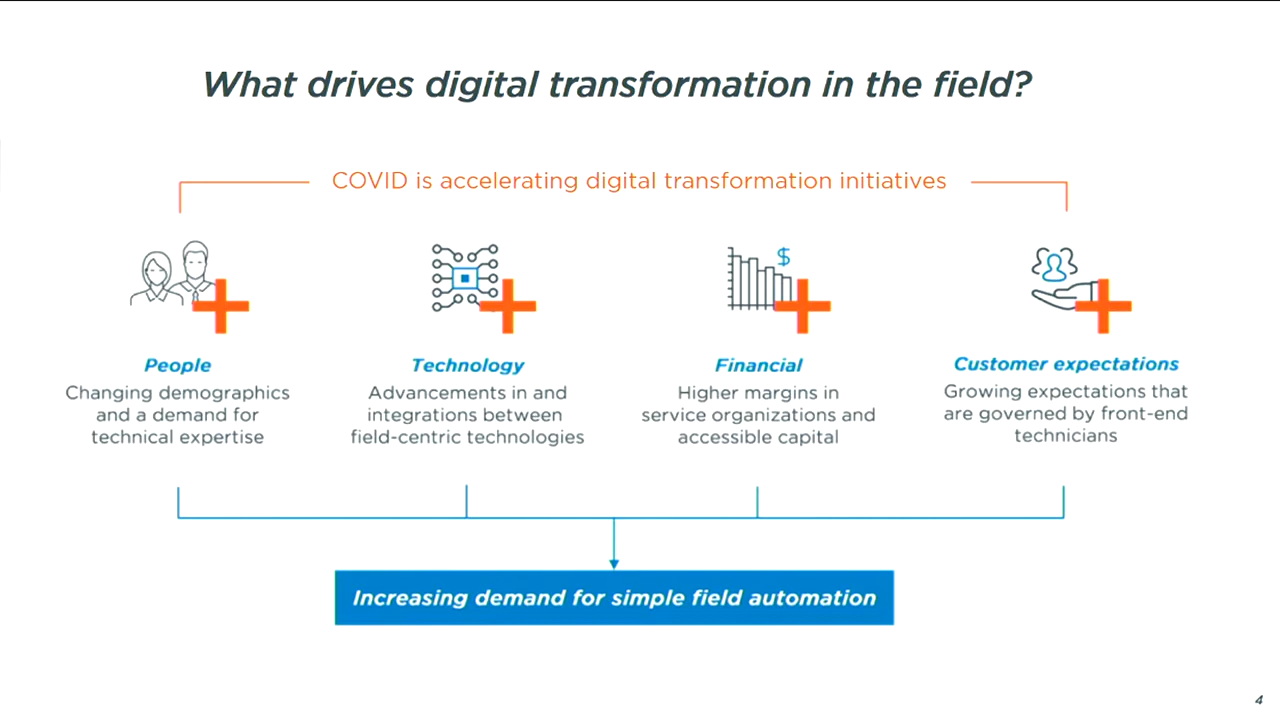 What drives digital transformation in the field?
COVID is accelerating digital transformation initiatives
$
People
Changing demographics
and a demand for
technical expertise
Technology
Advancements in and
integrations between
field-centric technologies
Financial
Higher margins in
service organizations and
accessible capital
Customer expectations
Growing expectations that
are governed by front-end
technicians
Increasing demand for simple field automation
4